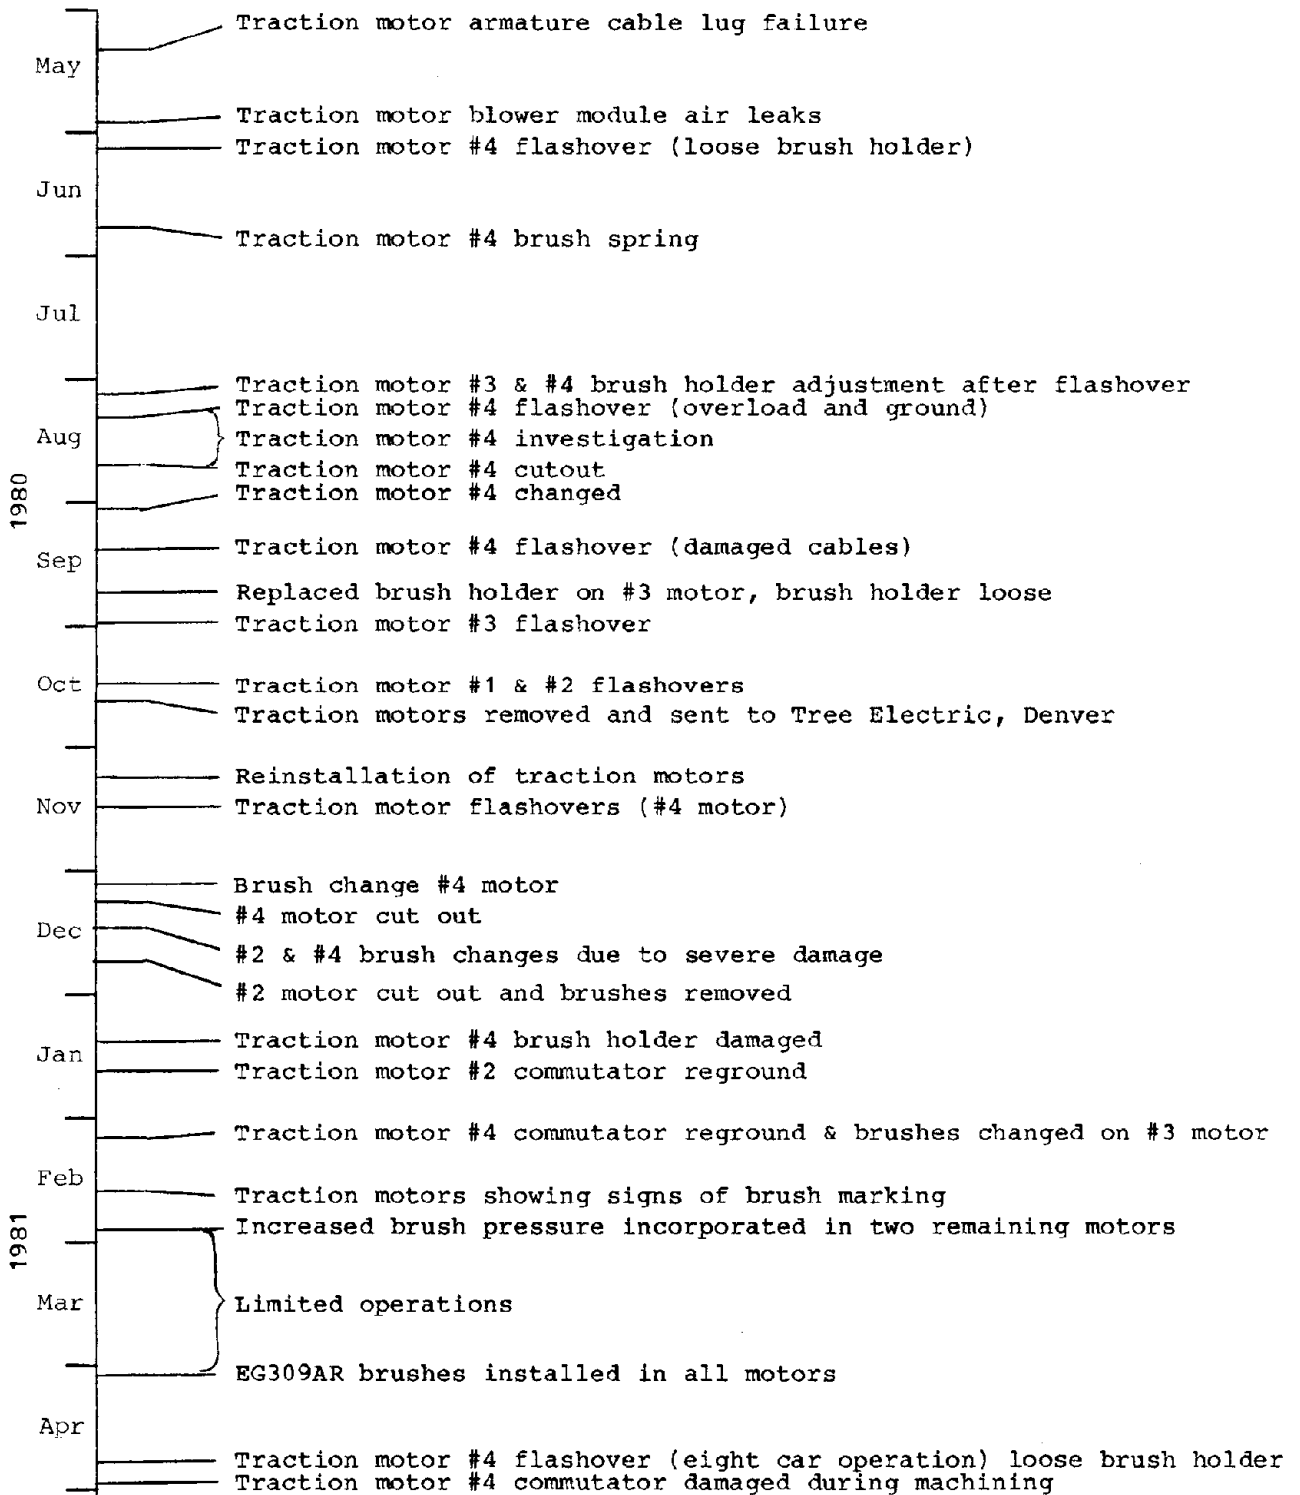 Traction motor armature cable lug failure
May
Traction motor blower module air leaks
Traction motor #4 flashover (loose brush holder)
Jun
Traction motor #4 brush spring
Jul
Traction motor #3 & #4 brush holder adjustment after flashover
Traction motor #4 flashover (overload and ground)
Aug
Traction motor #4 investigation
Traction motor #4 cutout
Traction motor #4 changed
1980
Traction motor #4 flashover (damaged cables)
Sep
Replaced brush holder on #3 motor, brush holder loose
Traction motor #3 flashover
Oct
Traction motor #1 & #2 flashovers
Traction motors removed and sent to Tree Electric, Denver
Reinstallation of traction motors
Nov
Traction motor flashovers (#4 motor)
Brush change #4 motor
#4 motor cut out
Dec
#2 & #4 brush changes due to severe damage
#2 motor cut out and brushes removed
Traction motor #4 brush holder damaged
Jan
Traction motor #2 commutator reground
Traction motor #4 commutator reground & brushes changed on #3 motor
Feb
Traction motors showing signs of brush marking
Increased brush pressure incorporated in two remaining motors
1981
Mar
Limited operations
EG309AR brushes installed in all motors
Apr
Traction motor #4 flashover (eight car operation) loose brush holder
Traction motor #4 commutator damaged during machining